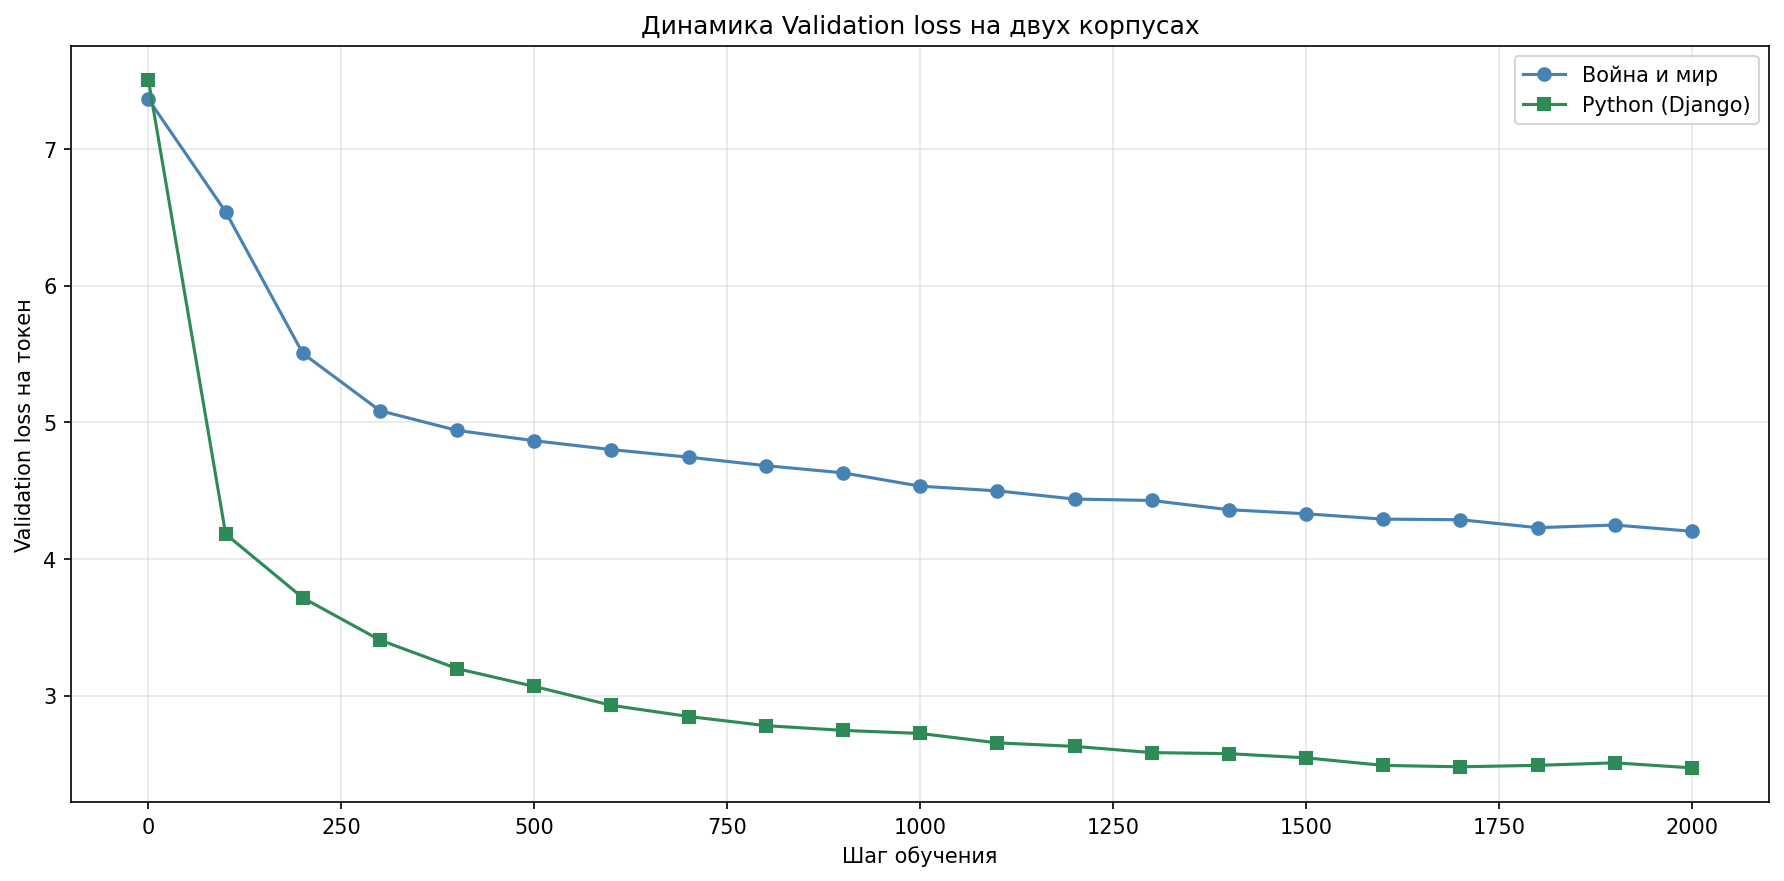 Динамика Validation loss на двух корпусах
Война и мир
Python (Django)
Validation loss на токен
7
6
5
4
3
0 250 500 750 1000 1250 1500 1750 2000
Шаг обучения